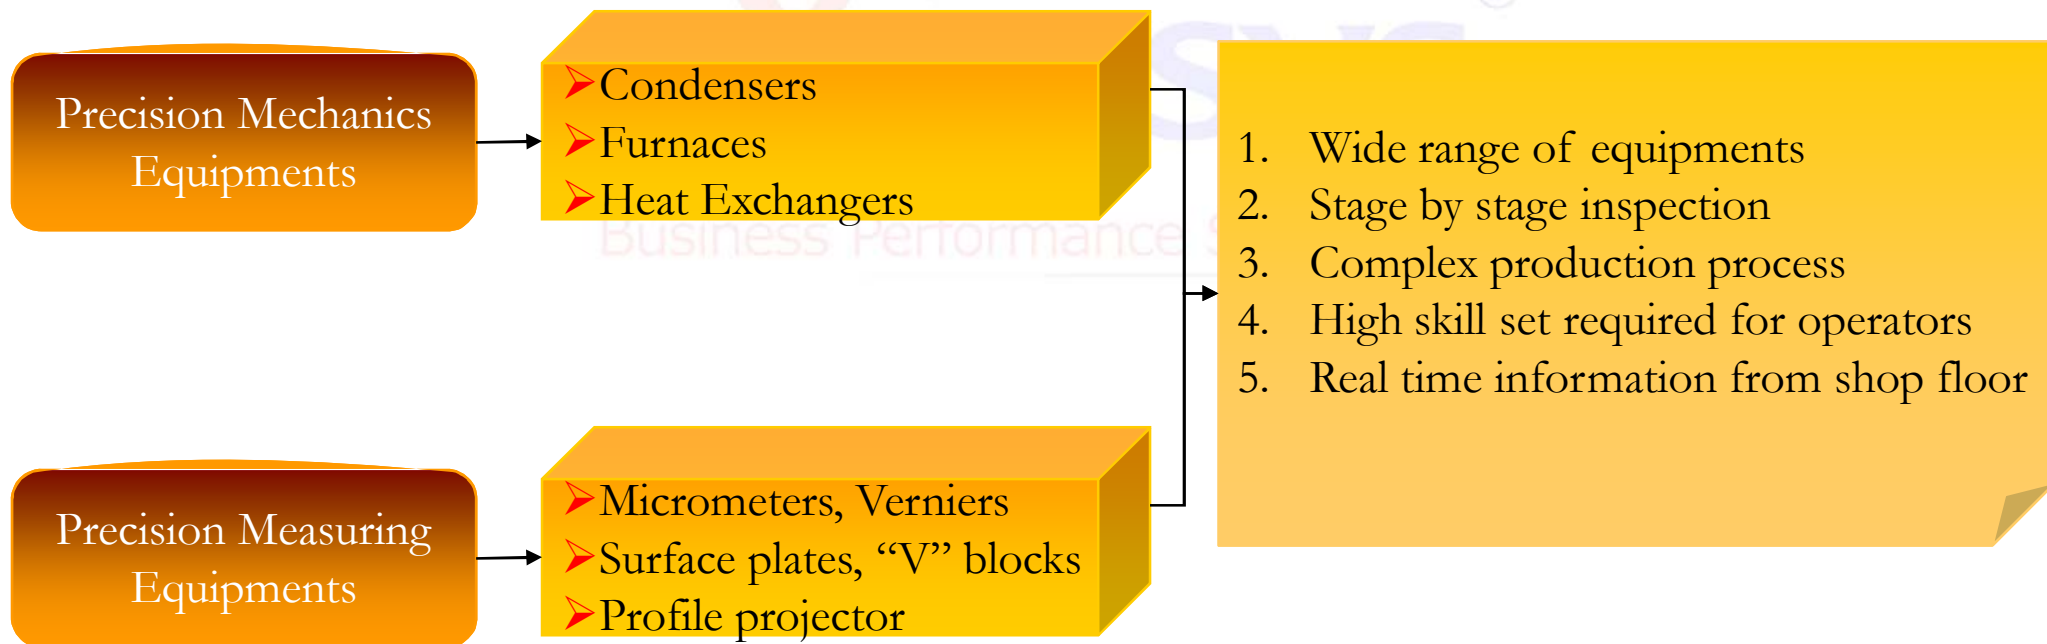 Precision Mechanics
Equipments
➢Condensers
➢Furnaces
➢Heat Exchangers
Business Performance
1. Wide range of equipments
2. Stage by stage inspection
3. Complex production process
4. High skill set required for operators
5. Real time information from shop floor
Precision Measuring
Equipments
➢Micrometers, Verniers
➢Surface plates, “V” blocks
➢Profile projector